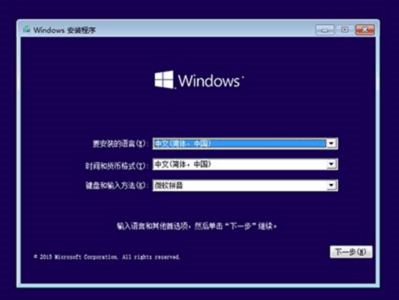 Windows 安装程序
Windows
要安装的语言(E): 中文(简体，中国)
时间和货币格式(T): 中文(简体，中国)
键盘和输入方法(K): 微软拼音
输入语言和其他首选项，然后单击“下一步”继续。
© 2015 Microsoft Corporation. All rights reserved.
下一步(N)